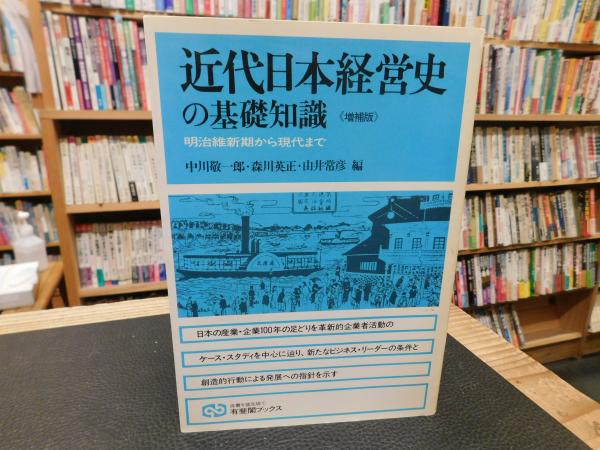 近代日本経営史
の基礎知識 《増補版》
明治維新期から現代まで
中川敬一郎・森川英正・由井常彦 編
日本の産業・企業100年の足どりを革新的企業者活動の
ケース・スタディを中心に辿り、新たなビジネス・リーダーの条件と
創造的行動による発展への指針を示す
有斐閣ブックス